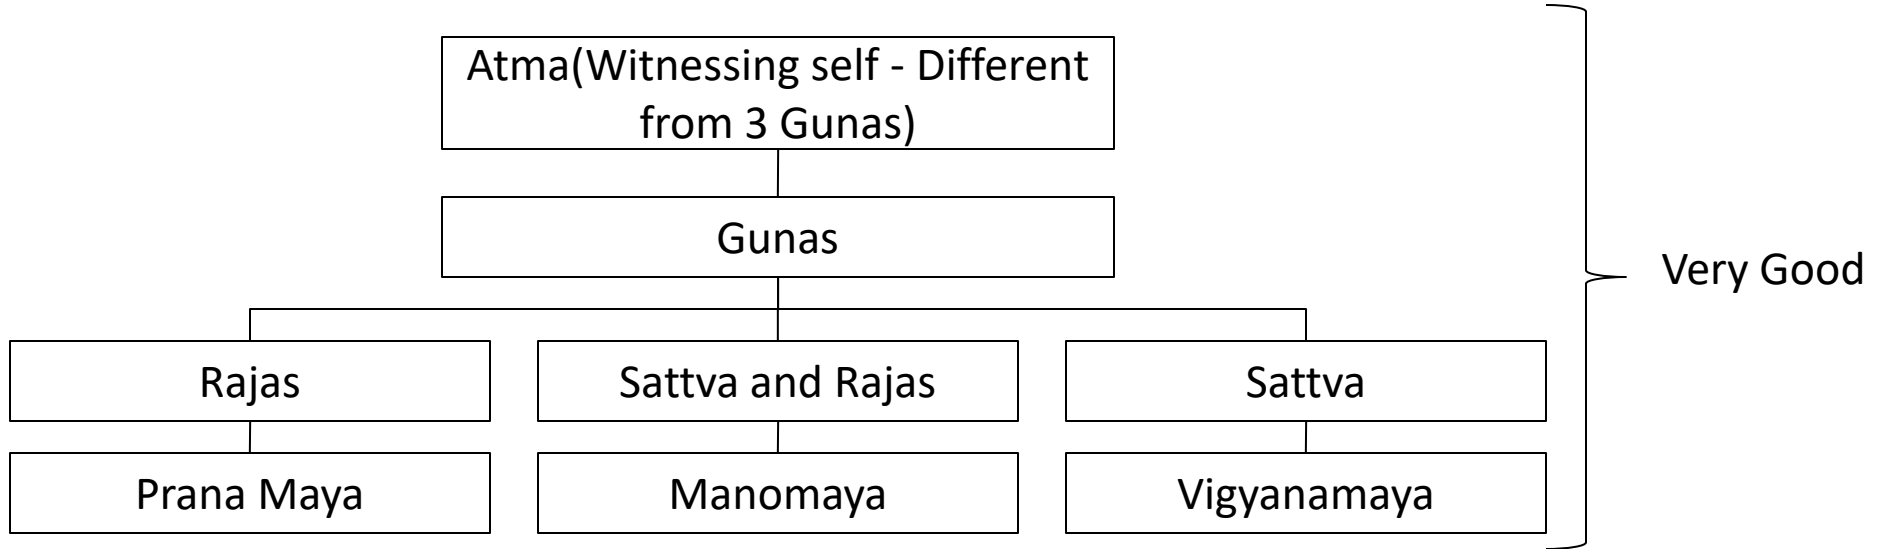 Atma(Witnessing self - Different
from 3 Gunas)
Gunas
Very Good
Rajas
Sattva and Rajas
Sattva
Prana Maya
Manomaya
Vigyanamaya